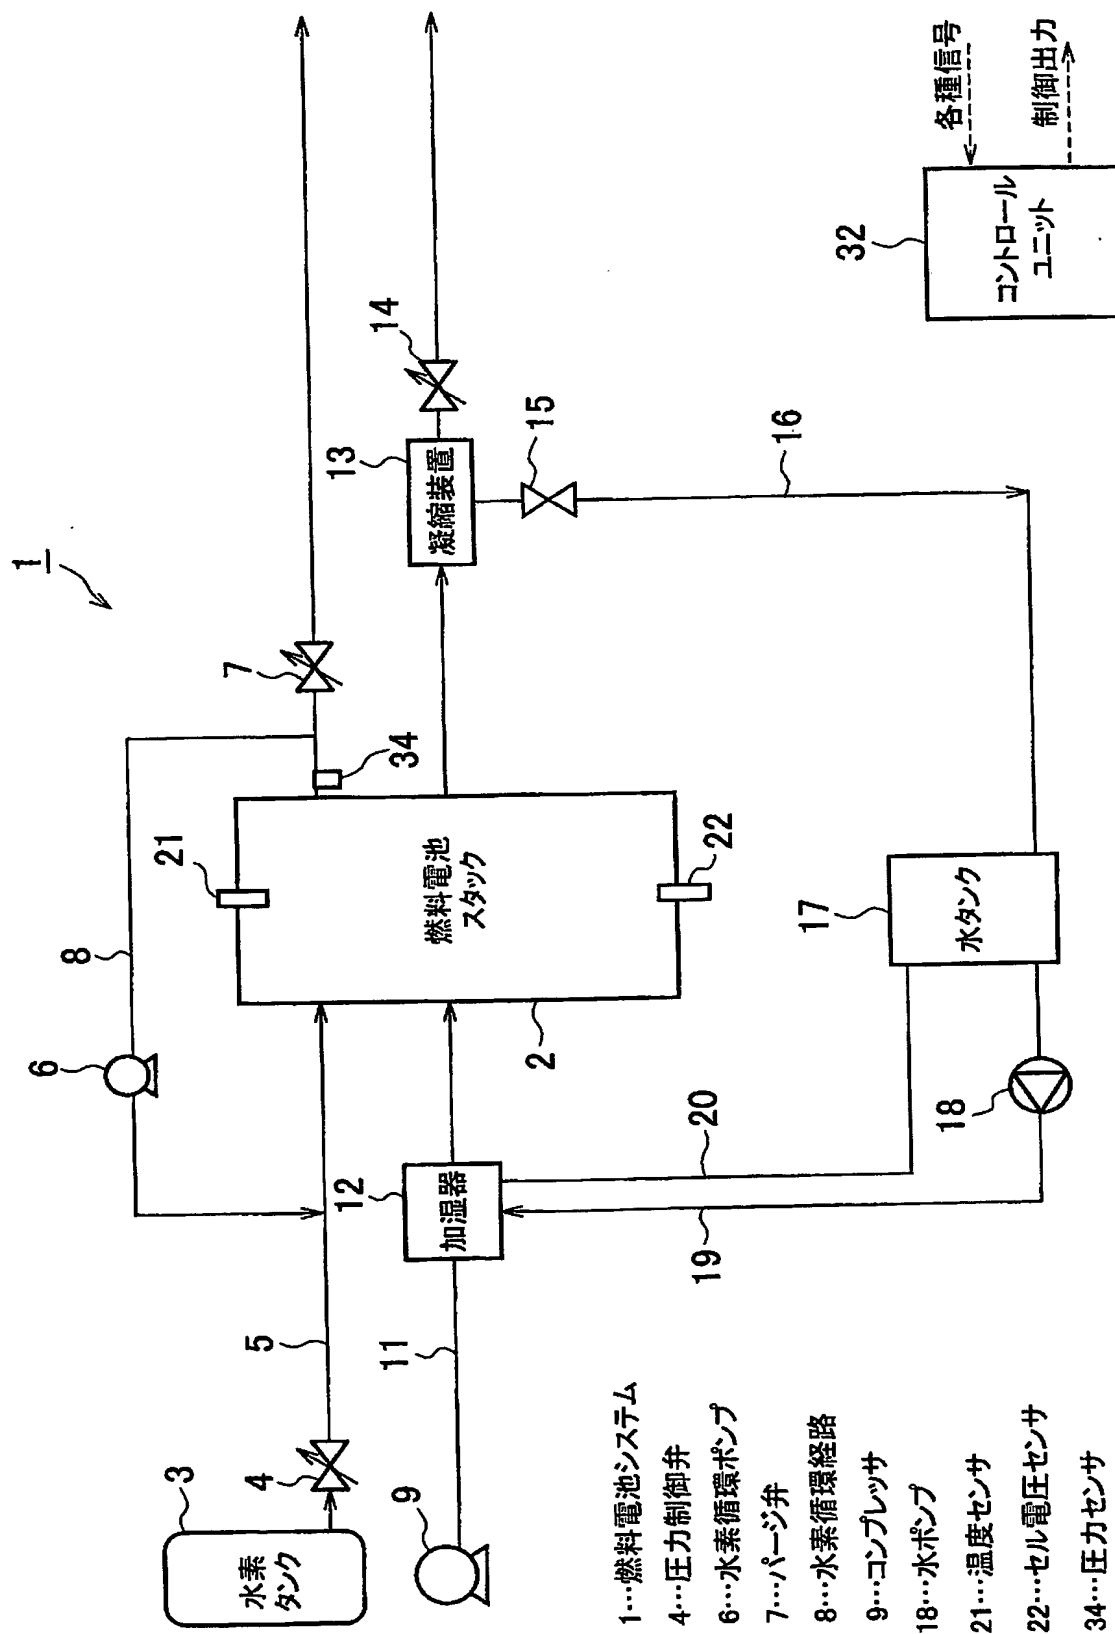 1
3
水素
タンク
4
5
6
8
7
34
21
燃料電池
スタック
22
2
9
11
12
加湿器
13
凝縮装置
14
15
16
17
水タンク
18
19
20
32
コントロール
ユニット
各種信号
制御出力
1…燃料電池システム
4…圧力制御弁
6…水素循環ポンプ
7…パージ弁
8…水素循環経路
9…コンプレッサ
18…水ポンプ
21…温度センサ
22…セル電圧センサ
34…圧力センサ